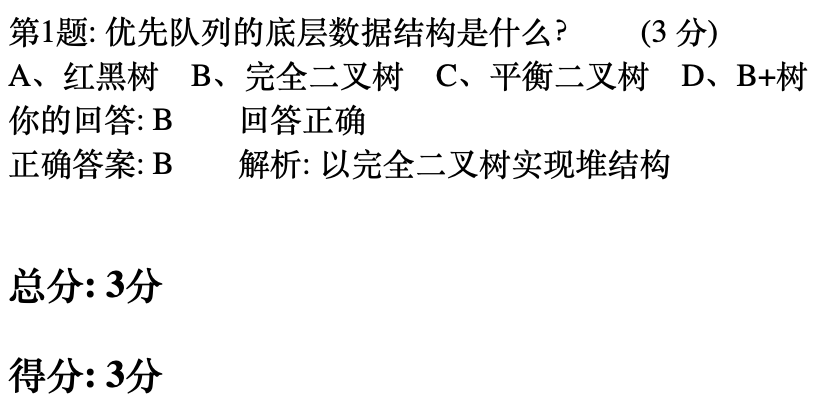 第1题: 优先队列的底层数据结构是什么? (3 分)
A、红黑树 B、完全二叉树 C、平衡二叉树 D、B+树
你的回答: B 回答正确
正确答案: B 解析: 以完全二叉树实现堆结构
总分: 3分
得分: 3分